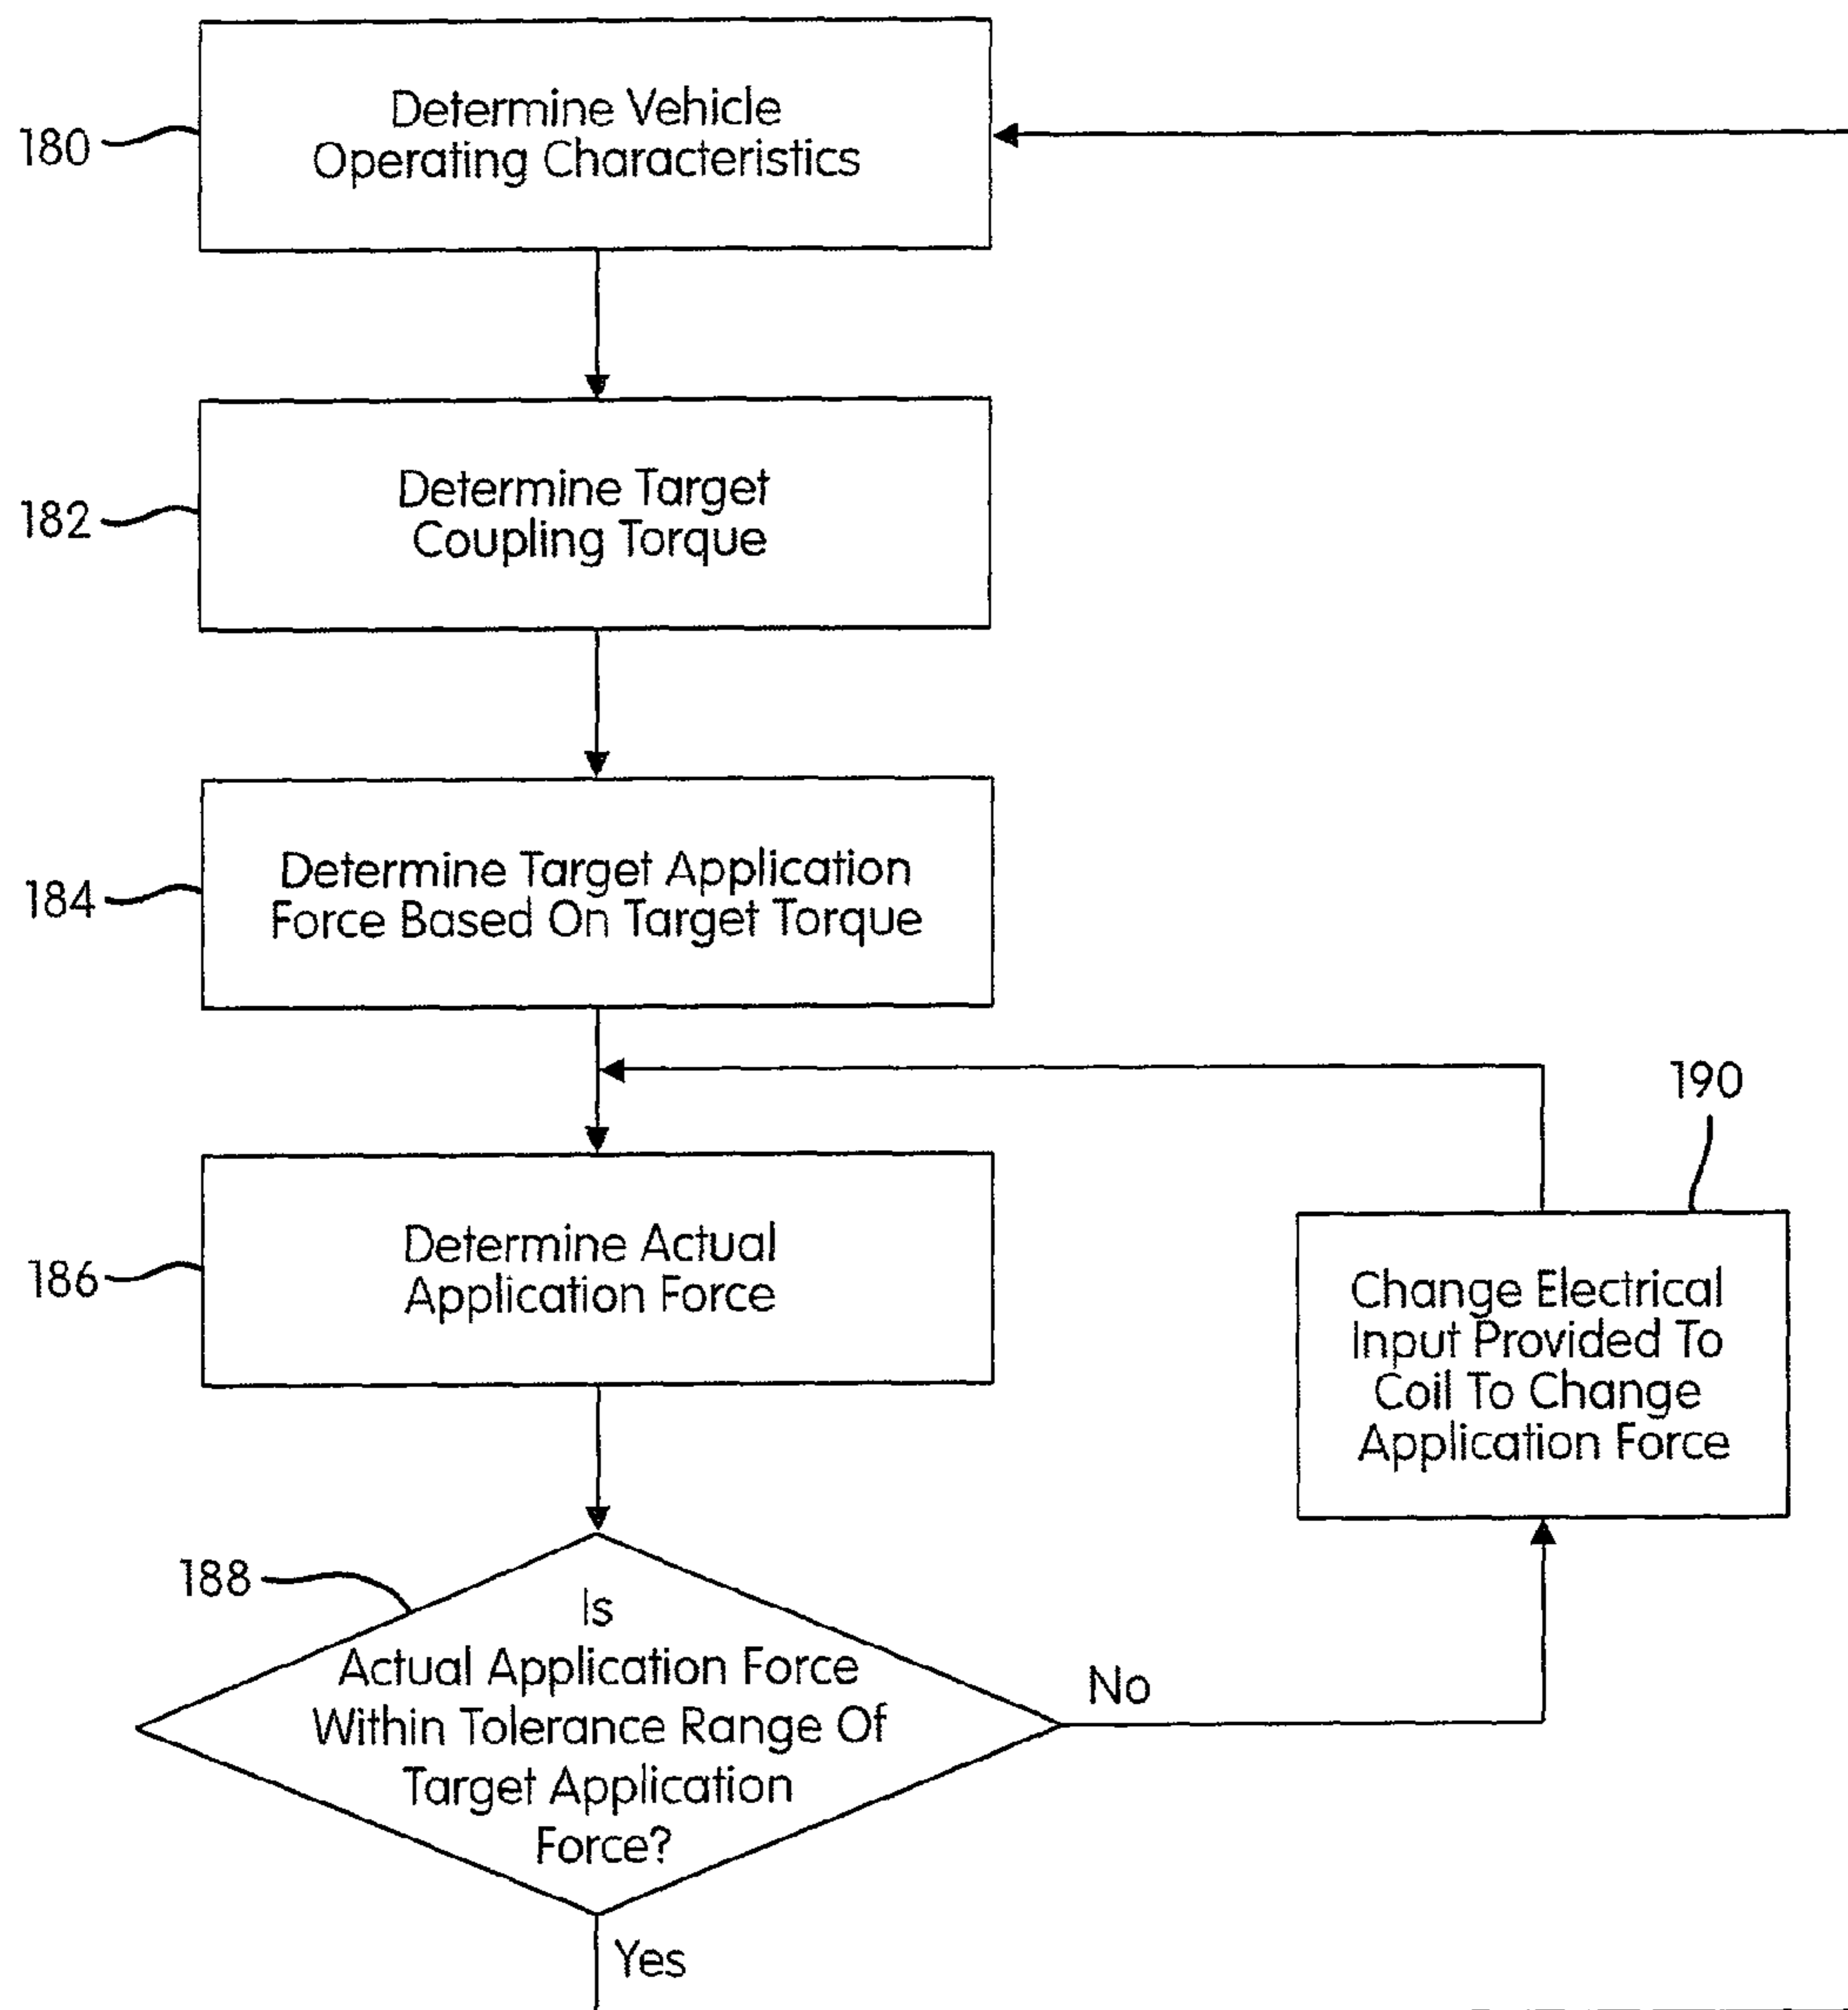 180
Determine Vehicle
Operating Characteristics
182
Determine Target
Coupling Torque
184
Determine Target Application
Force Based On Target Torque
186
Determine Actual
Application Force
190
Change Electrical
Input Provided To
Coil To Change
Application Force
188
Is
Actual Application Force
Within Tolerance Range Of
Target Application
Force?
No
Yes